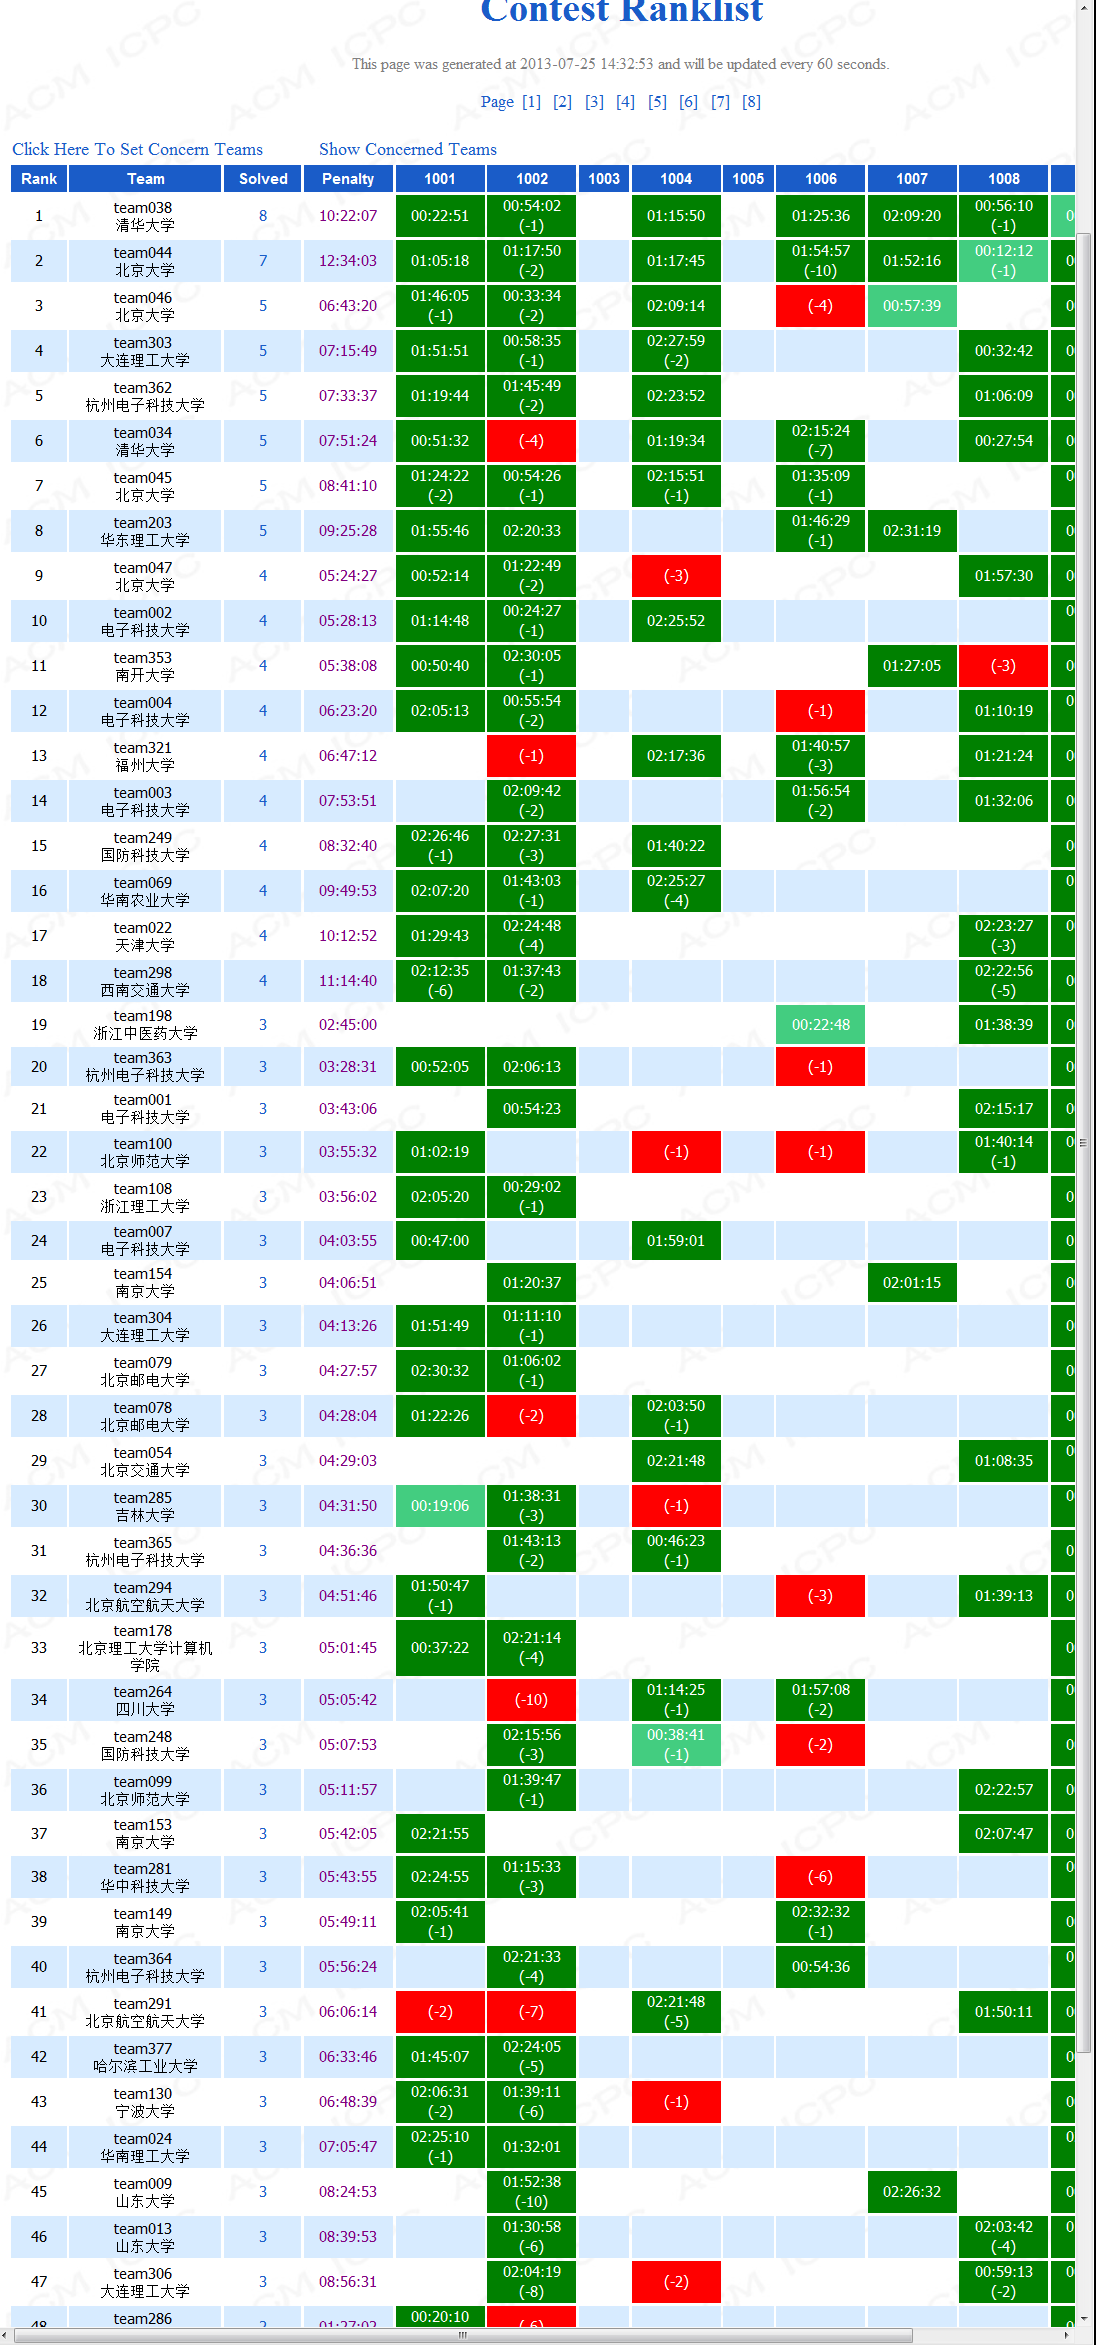 Contest Ranklist
This page was generated at 2013-07-25 14:32:53 and will be updated every 60 seconds.
Page [1] [2] [3] [4] [5] [6] [7] [8]
Click Here To Set Concern Teams Show Concerned Teams
Rank Team Solved Penalty 1001 1002 1003 1004 1005 1006 1007 1008
1 team038 清华大学 8 10:22:07 00:22:51 00:54:02 (-1) 01:15:50 01:25:36 02:09:20 00:56:10 (-1)
2 team044 北京大学 7 12:34:03 01:05:18 01:17:50 (-2) 01:17:45 01:54:57 (-10) 01:52:16 00:12:12 (-1)
3 team046 北京大学 5 06:43:20 01:46:05 (-1) 00:33:34 (-2) 02:09:14 (-4) 00:57:39
4 team303 大连理工大学 5 07:15:49 01:51:51 00:58:35 (-1) 02:27:59 (-2) 00:32:42
5 team362 杭州电子科技大学 5 07:33:37 01:19:44 01:45:49 (-2) 02:23:52 01:06:09
6 team034 清华大学 5 07:51:24 00:51:32 (-4) 01:19:34 02:15:24 (-7) 00:27:54
7 team045 北京大学 5 08:41:10 01:24:22 (-2) 00:54:26 (-1) 02:15:51 (-1) 01:35:09 (-1)
8 team203 华东理工大学 5 09:25:28 01:55:46 02:20:33 01:46:29 (-1) 02:31:19
9 team047 北京大学 4 05:24:27 00:52:14 01:22:49 (-2) (-3) 01:57:30
10 team002 电子科技大学 4 05:28:13 01:14:48 00:24:27 (-1) 02:25:52
11 team353 南开大学 4 05:38:08 00:50:40 02:30:05 (-1) 01:27:05 (-3)
12 team004 电子科技大学 4 06:23:20 02:05:13 00:55:54 (-2) (-1) 01:10:19
13 team321 福州大学 4 06:47:12 (-1) 02:17:36 01:40:57 (-3) 01:21:24
14 team003 电子科技大学 4 07:53:51 02:09:42 (-2) 01:56:54 (-2) 01:32:06
15 team249 国防科技大学 4 08:32:40 02:26:46 (-1) 02:27:31 (-3) 01:40:22
16 team069 华南农业大学 4 09:49:53 02:07:20 01:43:03 (-1) 02:25:27 (-4)
17 team022 天津大学 4 10:12:52 01:29:43 02:24:48 (-4) 02:23:27 (-3)
18 team298 西南交通大学 4 11:14:40 02:12:35 (-6) 01:37:43 (-2) 02:22:56 (-5)
19 team198 浙江中医药大学 3 02:45:00 00:22:48 01:38:39
20 team363 杭州电子科技大学 3 03:28:31 00:52:05 02:06:13 (-1)
21 team001 电子科技大学 3 03:43:06 00:54:23 02:15:17
22 team100 北京师范大学 3 03:55:32 01:02:19 (-1) (-1) 01:40:14 (-1)
23 team108 浙江理工大学 3 03:56:02 02:05:20 00:29:02 (-1)
24 team007 电子科技大学 3 04:03:55 00:47:00 01:59:01
25 team154 南京大学 3 04:06:51 01:20:37 02:01:15
26 team304 大连理工大学 3 04:13:26 01:51:49 01:11:10 (-1)
27 team079 北京邮电大学 3 04:27:57 02:30:32 01:06:02 (-1)
28 team078 北京邮电大学 3 04:28:04 01:22:26 (-2) 02:03:50 (-1)
29 team054 北京交通大学 3 04:29:03 02:21:48 01:08:35
30 team285 吉林大学 3 04:31:50 00:19:06 01:38:31 (-3) (-1)
31 team365 杭州电子科技大学 3 04:36:36 01:43:13 (-2) 00:46:23 (-1)
32 team294 北京航空航天大学 3 04:51:46 01:50:47 (-1) (-3) 01:39:13
33 team178 北京理工大学计算机学院 3 05:01:45 00:37:22 02:21:14 (-4)
34 team264 四川大学 3 05:05:42 (-10) 01:14:25 (-1) 01:57:08 (-2)
35 team248 国防科技大学 3 05:07:53 02:15:56 (-3) 00:38:41 (-1) (-2)
36 team099 北京师范大学 3 05:11:57 01:39:47 (-1) 02:22:57
37 team153 南京大学 3 05:42:05 02:21:55 02:07:47
38 team281 华中科技大学 3 05:43:55 02:24:55 01:15:33 (-3) (-6)
39 team149 南京大学 3 05:49:11 02:05:41 (-1) 02:32:32 (-1)
40 team364 杭州电子科技大学 3 05:56:24 02:21:33 (-4) 00:54:36
41 team291 北京航空航天大学 3 06:06:14 (-2) (-7) 02:21:48 (-5) 01:50:11
42 team377 哈尔滨工业大学 3 06:33:46 01:45:07 02:24:05 (-5)
43 team130 宁波大学 3 06:48:39 02:06:31 (-2) 01:39:11 (-6) (-1)
44 team024 华南理工大学 3 07:05:47 02:25:10 (-1) 01:32:01
45 team009 山东大学 3 08:24:53 01:52:38 (-10) 02:26:32
46 team013 山东大学 3 08:39:53 01:30:58 (-6) 02:03:42 (-4)
47 team306 大连理工大学 3 08:56:31 02:04:19 (-8) (-2) 00:59:13 (-2)
team286 00:20:10